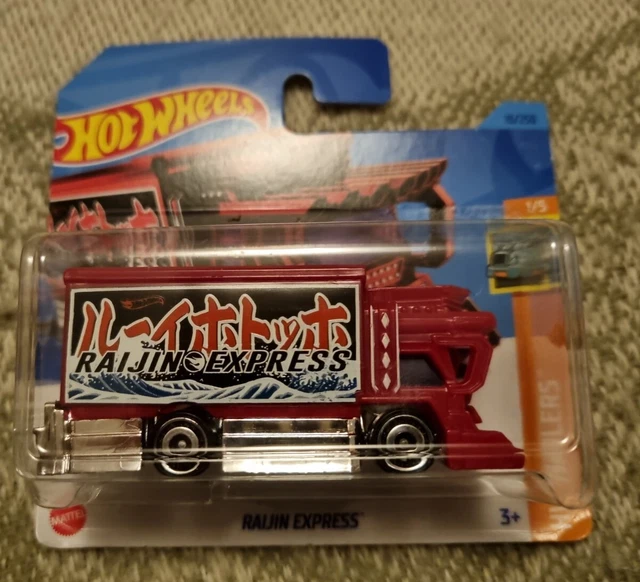 HOT WHEELS
1/5
ルーイホトッホ
RAIJIN EXPRESS
MATTEL
RAIJIN EXPRESS
3+